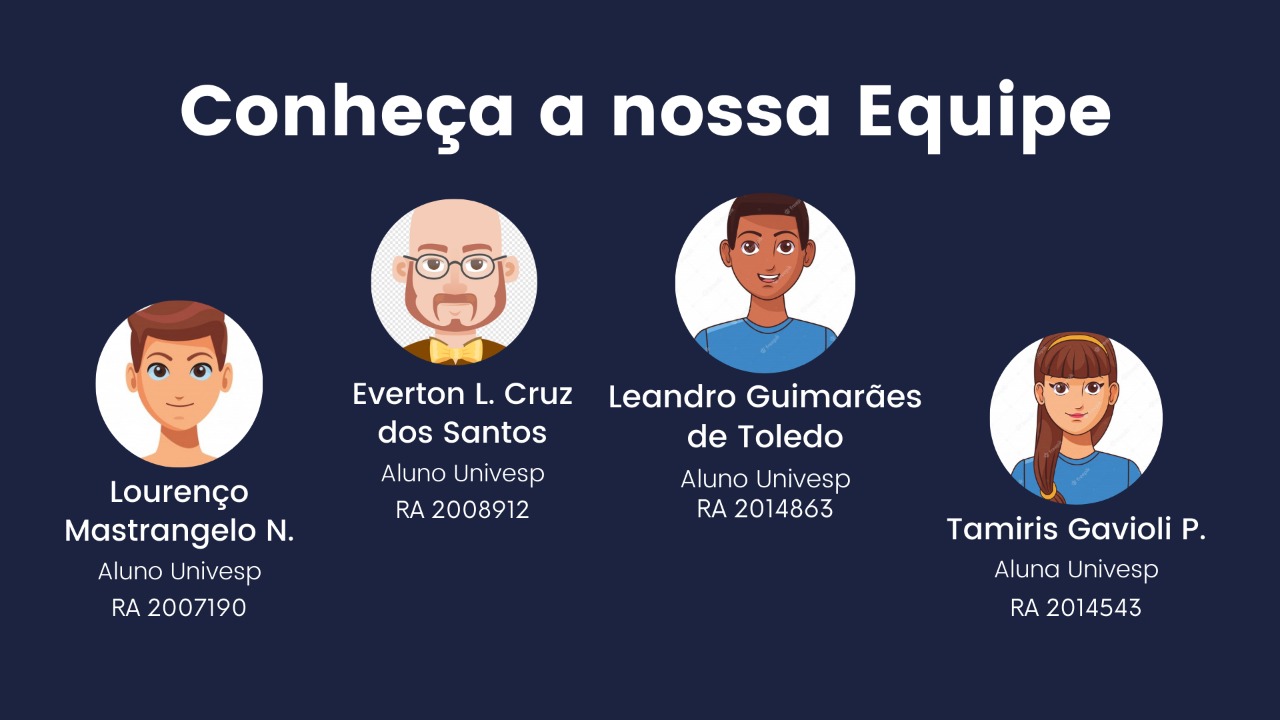 Conheça a nossa Equipe
Lourenço
Mastrangelo N.
Aluno Univesp
RA 2007190
Everton L. Cruz
dos Santos
Aluno Univesp
RA 2008912
Leandro Guimarães
de Toledo
Aluno Univesp
RA 2014863
Tamiris Gavioli P.
Aluna Univesp
RA 2014543